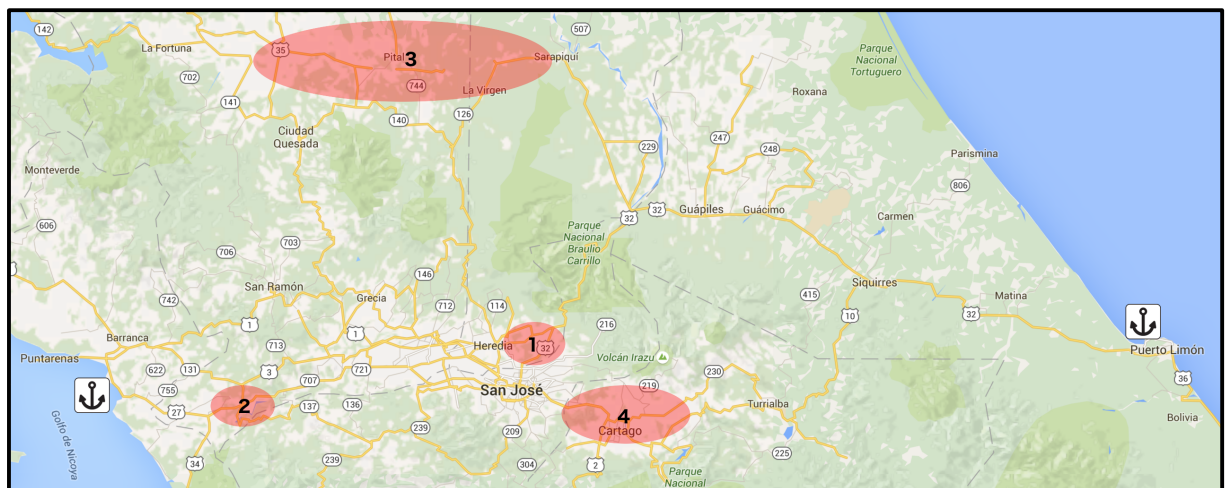 142
La Fortuna
35
Pital
3
Sarapiquí
507
Parque
Nacional
Tortuguero
702
744
La Virgen
Roxana
141
126
140
Ciudad
Quesada
247
248
229
Parismina
Monteverde
806
32
32
Guápiles
Guácimo
Carmen
606
Parque
Nacional
Braulio
Carrillo
703
706
146
San Ramón
Grecia
712
114
742
415
Siquirres
Matina
10
32
1
1
216
Barranca
713
Heredia
1
32
Puntarenas
Volcán Irazu
Puerto Limón
622
131
3
707
721
230
36
755
San José
219
2
137
136
Turrialba
27
4
Cartago
Bolivia
239
209
Golfo de Nicoya
34
239
304
2
225
Parque
Nacional